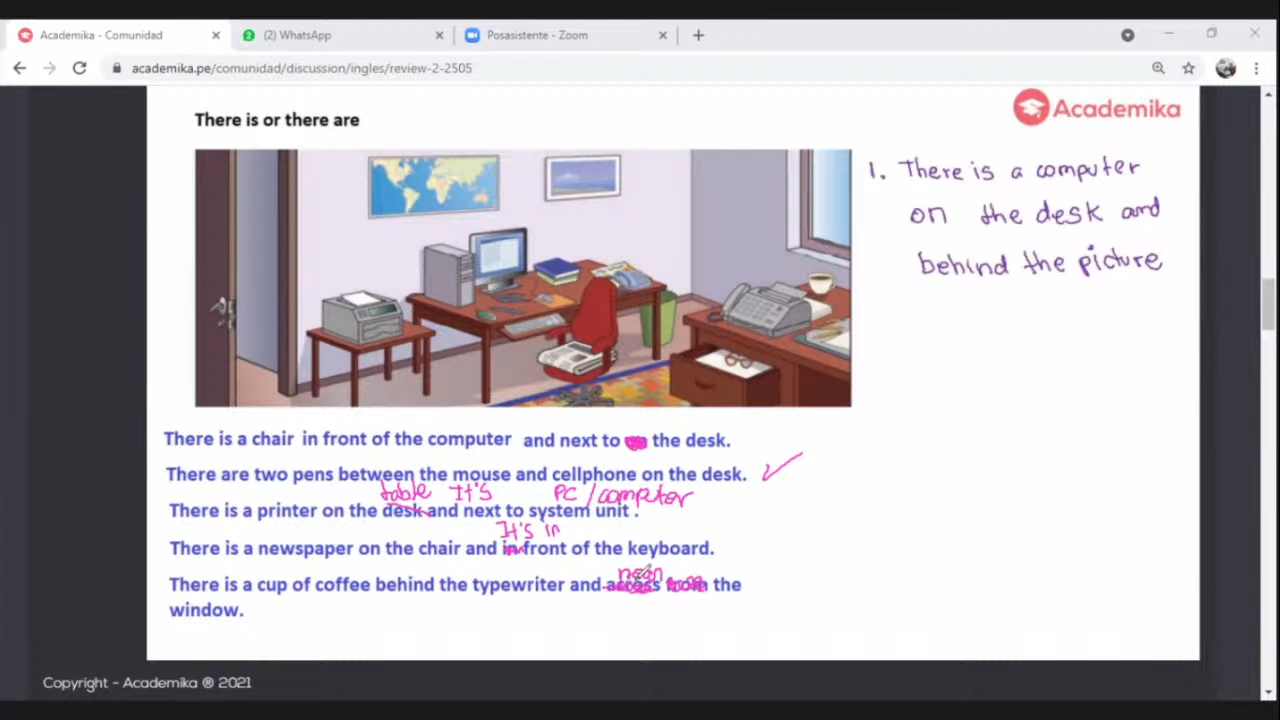 Academika - Comunidad
(2) WhatsApp
Posasistente - Zoom
academika.pe/comunidad/discussion/ingles/review-2-2505
There is or there are
Academika
1. There is a computer
on the desk and
behind the picture
There is a chair in front of the computer and next to the desk.
There are two pens between the mouse and cellphone on the desk.
table It's PC / computer
There is a printer on the desk and next to system unit .
It's in
There is a newspaper on the chair and in front of the keyboard.
near
There is a cup of coffee behind the typewriter and across from the
window.
Copyright - Academika ® 2021